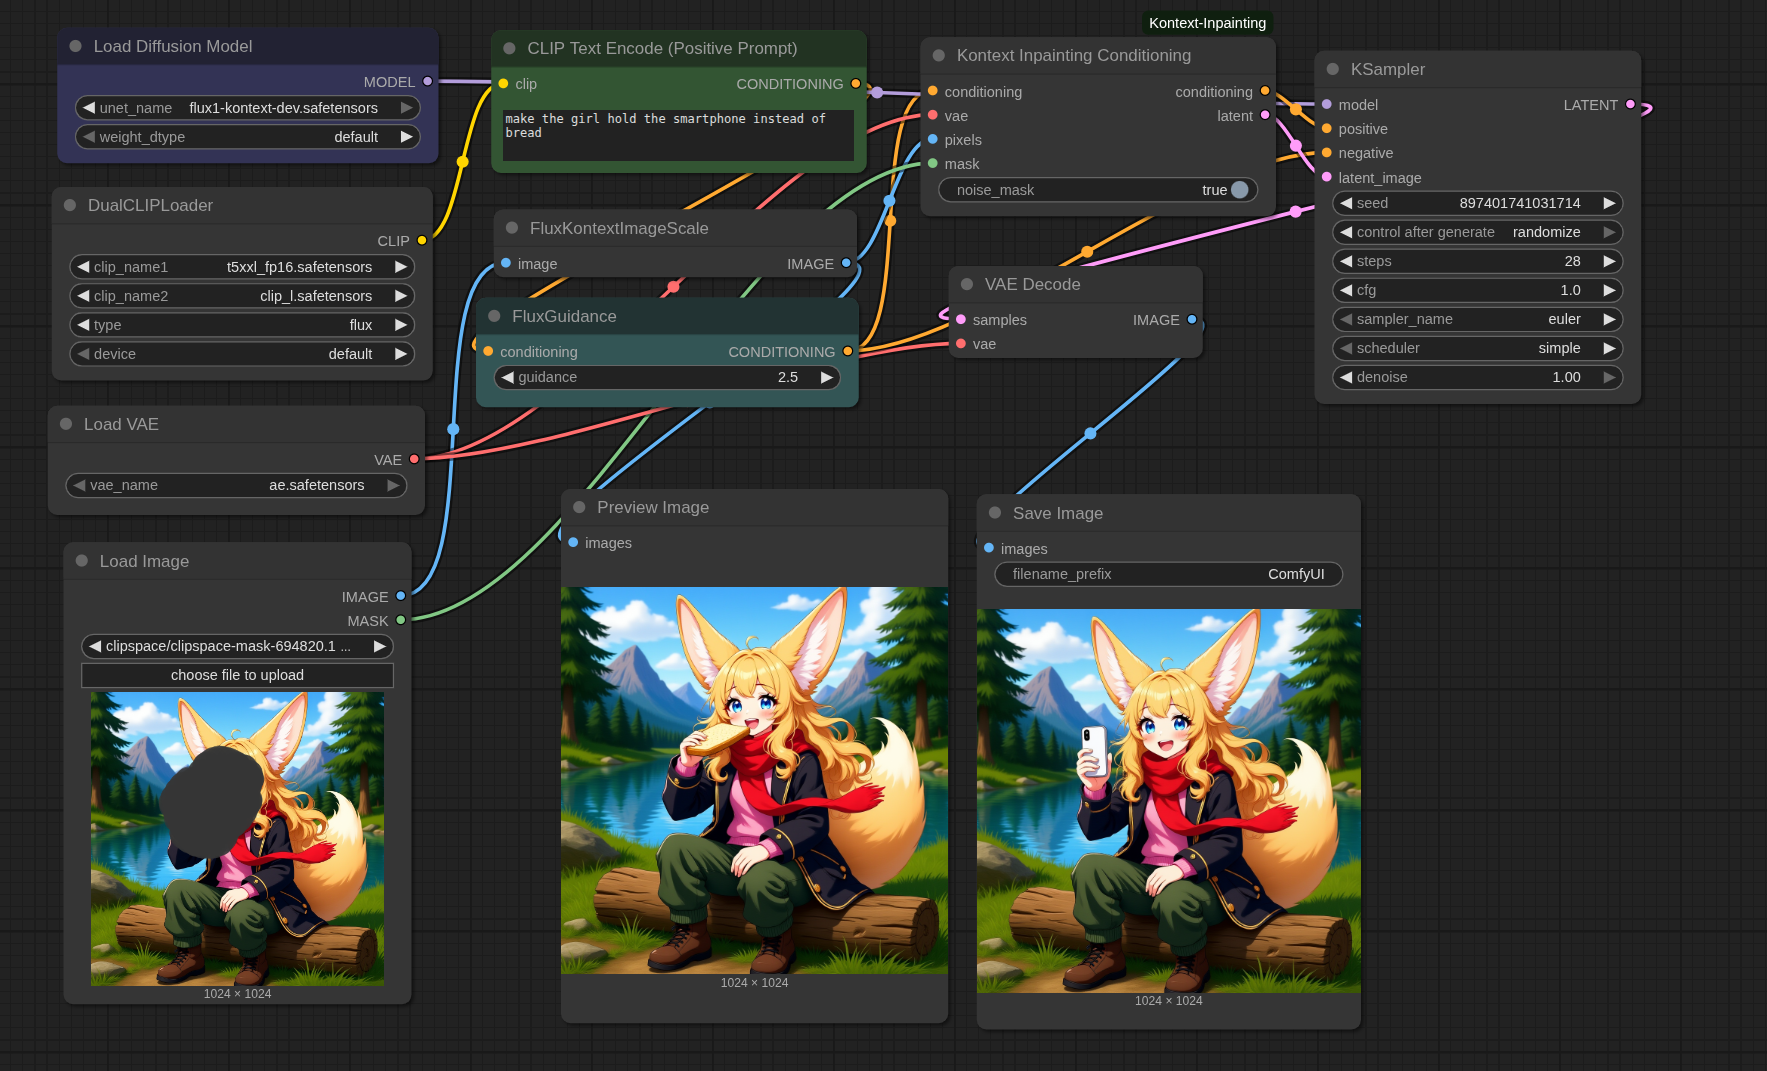 Load Diffusion Model
MODEL
unet_name flux1-kontext-dev.safetensors
weight_dtype default
DualCLIPLoader
CLIP
clip_name1 t5xxl_fp16.safetensors
clip_name2 clip_l.safetensors
type flux
device default
Load VAE
VAE
vae_name ae.safetensors
Load Image
IMAGE
MASK
clipspace/clipspace-mask-694820.1 ...
choose file to upload
1024 × 1024
CLIP Text Encode (Positive Prompt)
clip CONDITIONING
make the girl hold the smartphone instead of
bread
FluxKontextImageScale
image IMAGE
FluxGuidance
conditioning CONDITIONING
guidance 2.5
Preview Image
images
1024 × 1024
Kontext-Inpainting
Kontext Inpainting Conditioning
conditioning conditioning
vae latent
pixels
mask
noise_mask true
VAE Decode
samples IMAGE
vae
Save Image
images
filename_prefix ComfyUI
1024 × 1024
KSampler
model LATENT
positive
negative
latent_image
seed 897401741031714
control after generate randomize
steps 28
cfg 1.0
sampler_name euler
scheduler simple
denoise 1.00